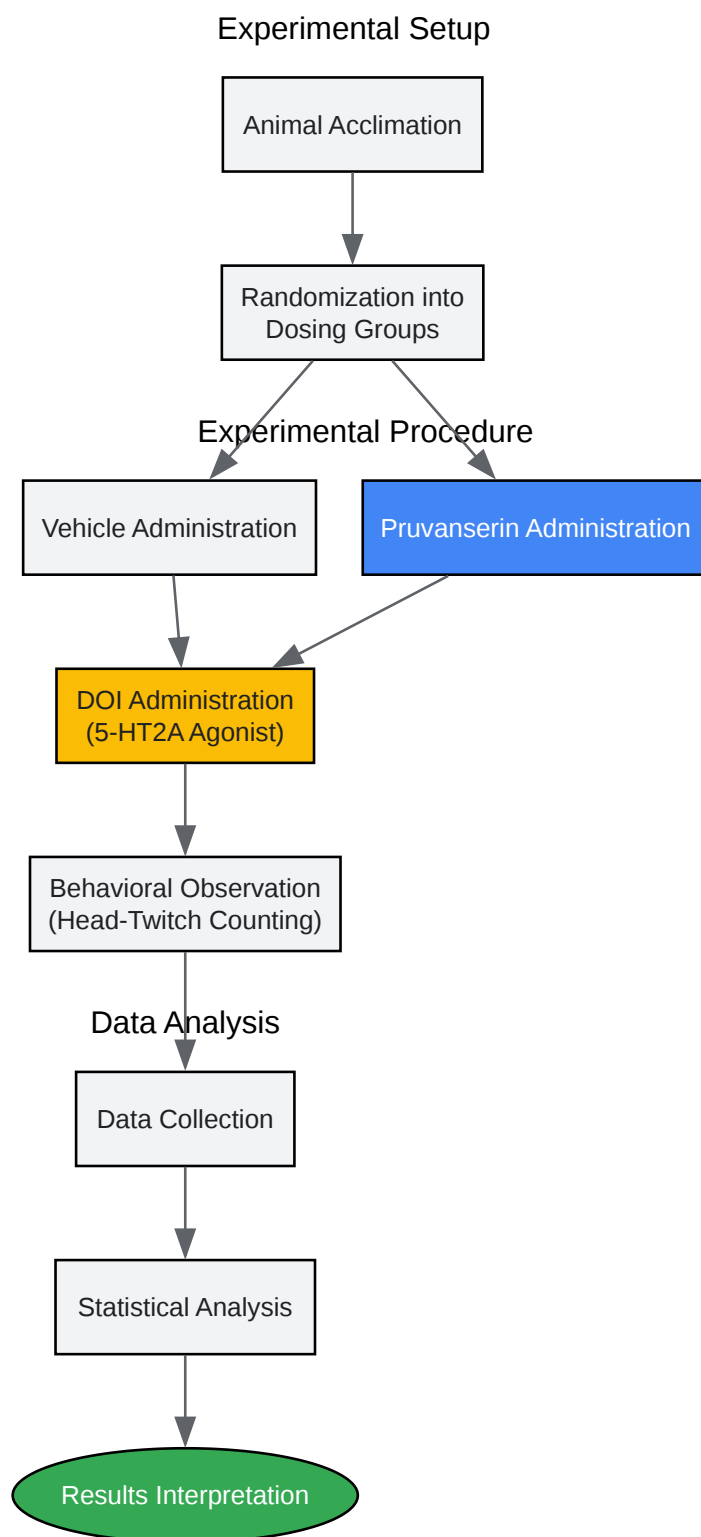 Experimental Setup
Animal Acclimation
Randomization into
Dosing Groups
Experimental Procedure
Vehicle Administration
Pruvanserin Administration
DOI Administration
(5-HT2A Agonist)
Behavioral Observation
(Head-Twitch Counting)
Data Analysis
Data Collection
Statistical Analysis
Results Interpretation